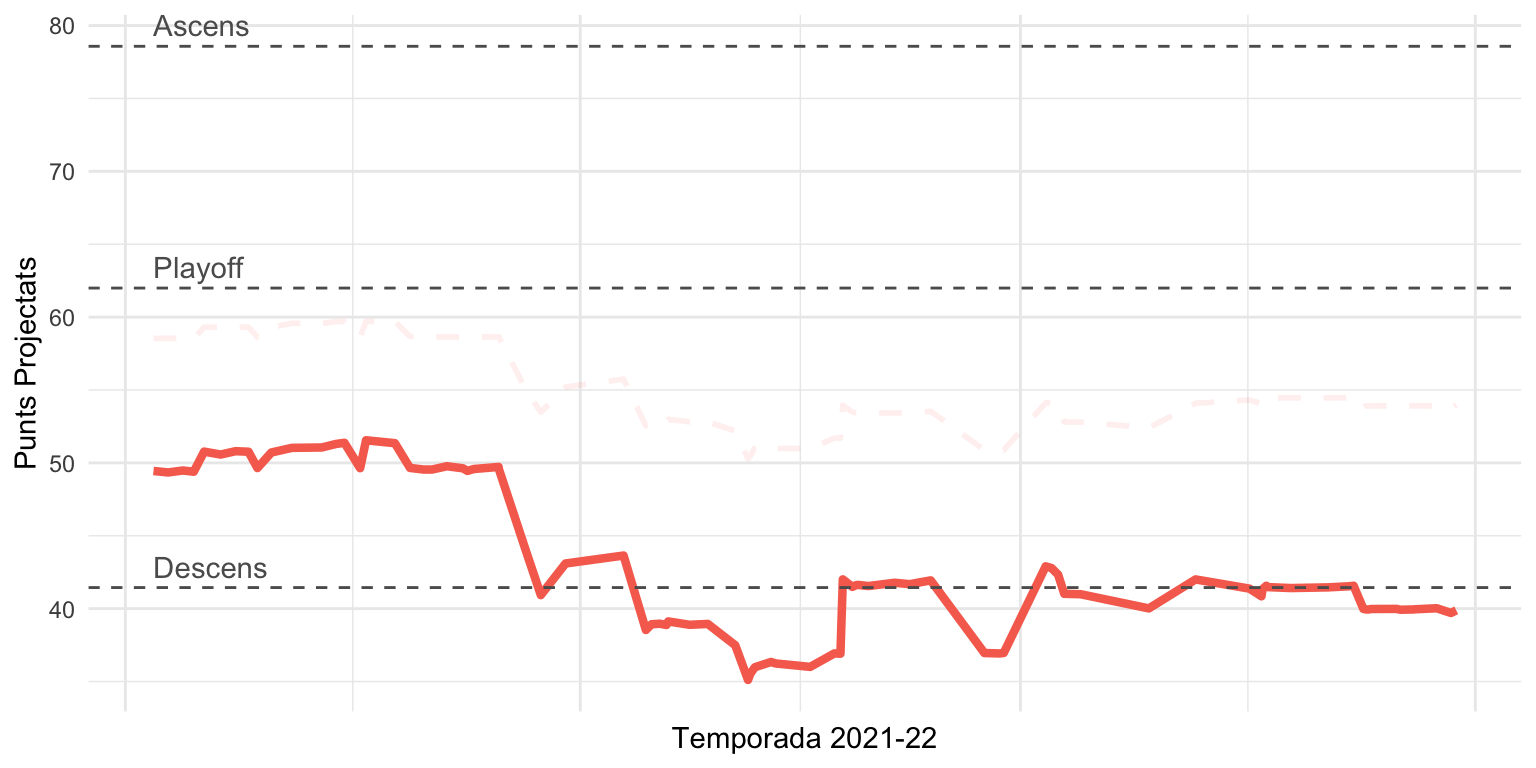 80
Ascens
70
Playoff
60
50
Descens
40
Punts Projectats
Temporada 2021-22